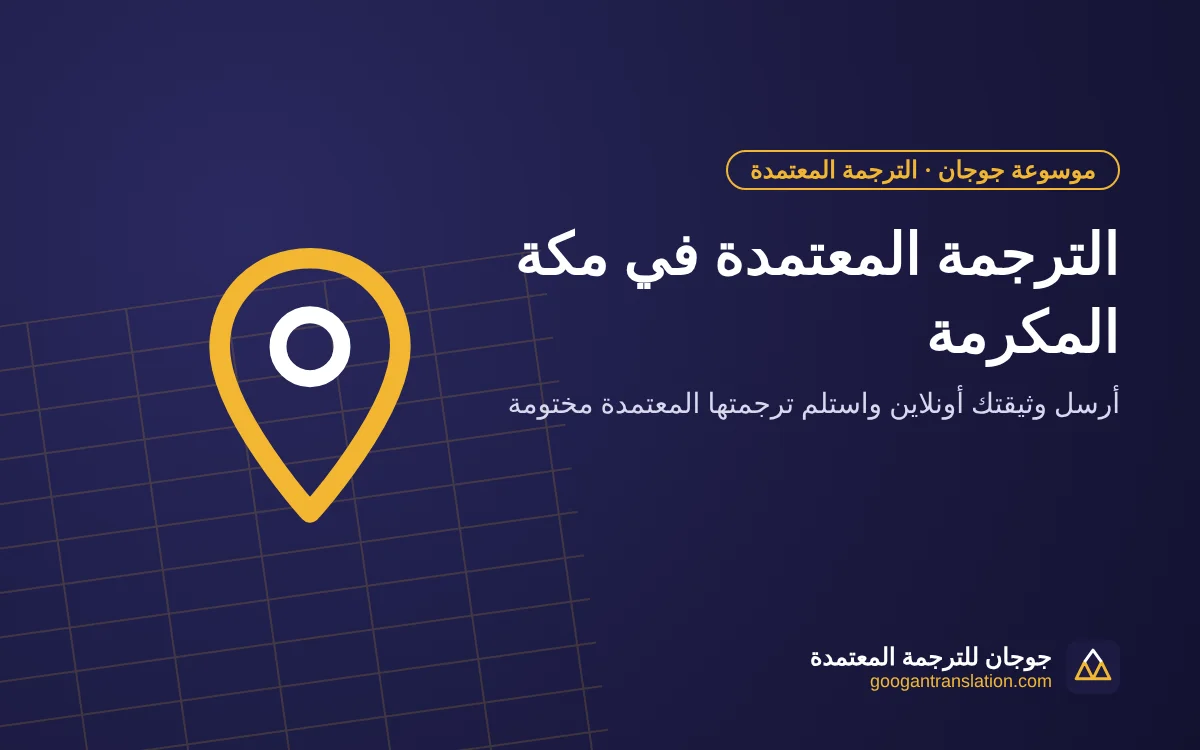 موسوعة جوجان · الترجمة المعتمدة
الترجمة المعتمدة في مكة
المكرمة
أرسل وثيقتك أونلاين واستلم ترجمتها المعتمدة مختومة
جوجان للترجمة المعتمدة
googantranslation.com